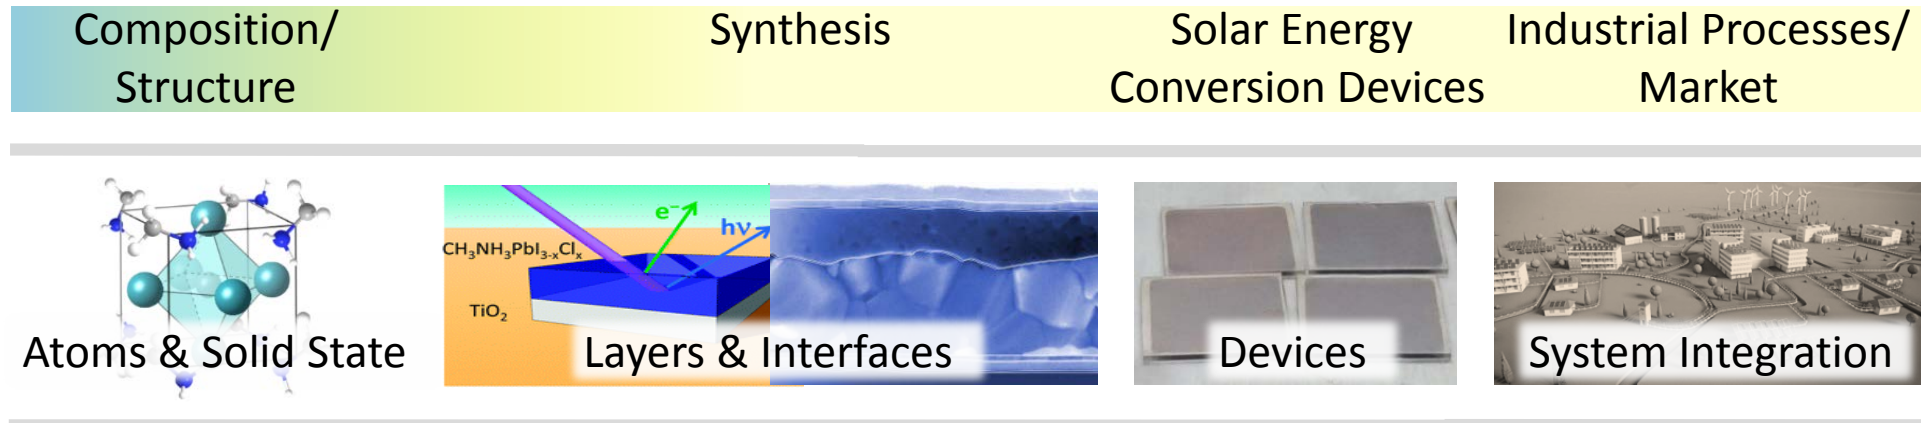 Composition/
Structure
Synthesis
Solar Energy
Conversion Devices
Industrial Processes/
Market
Atoms & Solid State
e⁻
hν
CH₃NH₃PbI₃₋ₓClₓ
TiO₂
Layers & Interfaces
Devices
System Integration